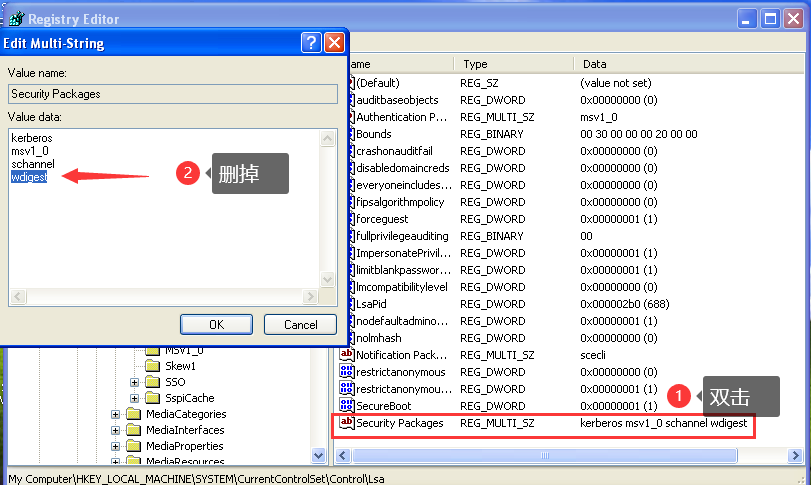 Registry Editor
Edit Multi-String
Value name:
Security Packages
Value data:
kerberos
msv1_0
schannel
wdigest
2 删掉
OK Cancel
ame Type Data
(Default) REG_SZ (value not set)
auditbaseobjects REG_DWORD 0x00000000 (0)
Authentication P... REG_MULTI_SZ msv1_0
Bounds REG_BINARY 00 30 00 00 00 20 00 00
crashonauditfail REG_DWORD 0x00000000 (0)
disabledomaincreds REG_DWORD 0x00000000 (0)
everyoneincludes... REG_DWORD 0x00000000 (0)
fipsalgorithmpolicy REG_DWORD 0x00000000 (0)
forceguest REG_DWORD 0x00000001 (1)
fullprivilegeauditing REG_BINARY 00
ImpersonatePrivil... REG_DWORD 0x00000001 (1)
limitblankpasswor... REG_DWORD 0x00000001 (1)
lmcompatibilitylevel REG_DWORD 0x00000000 (0)
LsaPid REG_DWORD 0x000002b0 (688)
nodefaultadmino... REG_DWORD 0x00000001 (1)
nolmhash REG_DWORD 0x00000000 (0)
Notification Pack... REG_MULTI_SZ scecli
restrictanonymous REG_DWORD 0x00000000 (0)
restrictanonymou... REG_DWORD 0x00000001 (1)
SecureBoot REG_DWORD 0x00000001 (1)
1 双击
Security Packages REG_MULTI_SZ kerberos msv1_0 schannel wdigest
MSV1_0
Skew1
SSO
SspiCache
MediaCategories
MediaInterfaces
MediaProperties
MediaResources
My Computer\HKEY_LOCAL_MACHINE\SYSTEM\CurrentControlSet\Control\Lsa